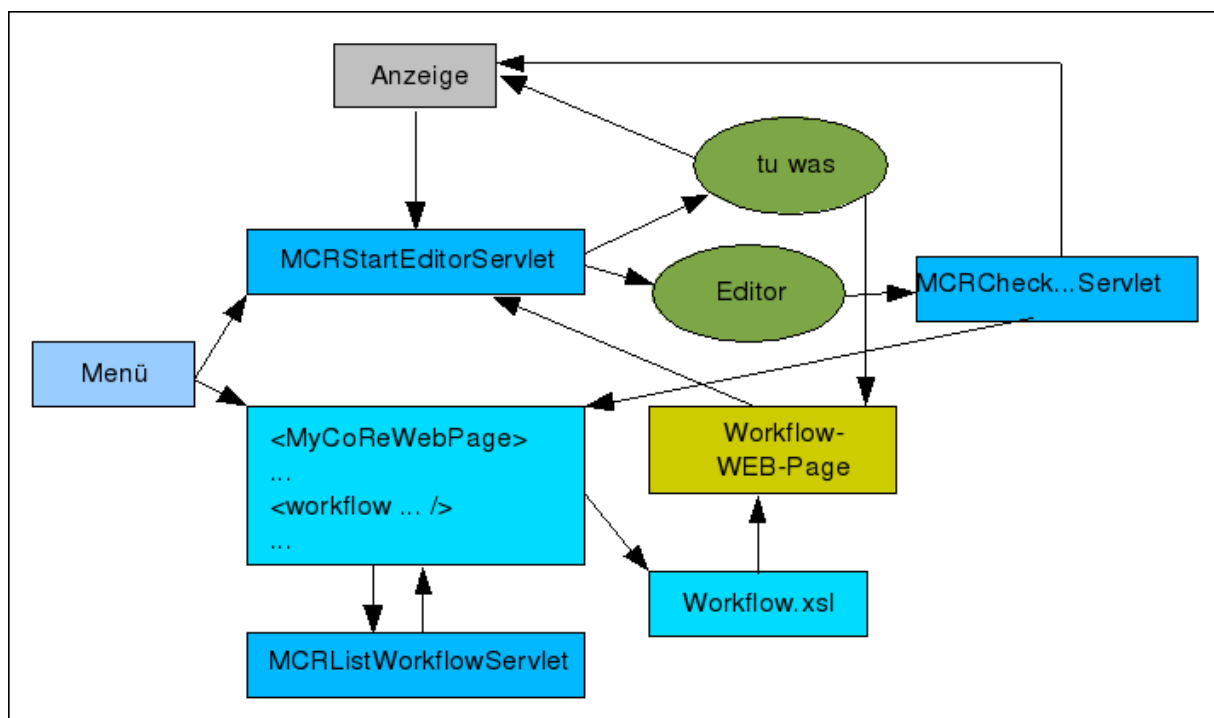 Anzeige
tu was
MCRStartEditorServlet
Editor
MCRCheck...Servlet
Menü
<MyCoReWebPage>
...
<workflow ... />
...
Workflow-
WEB-Page
Workflow.xsl
MCRListWorkflowServlet